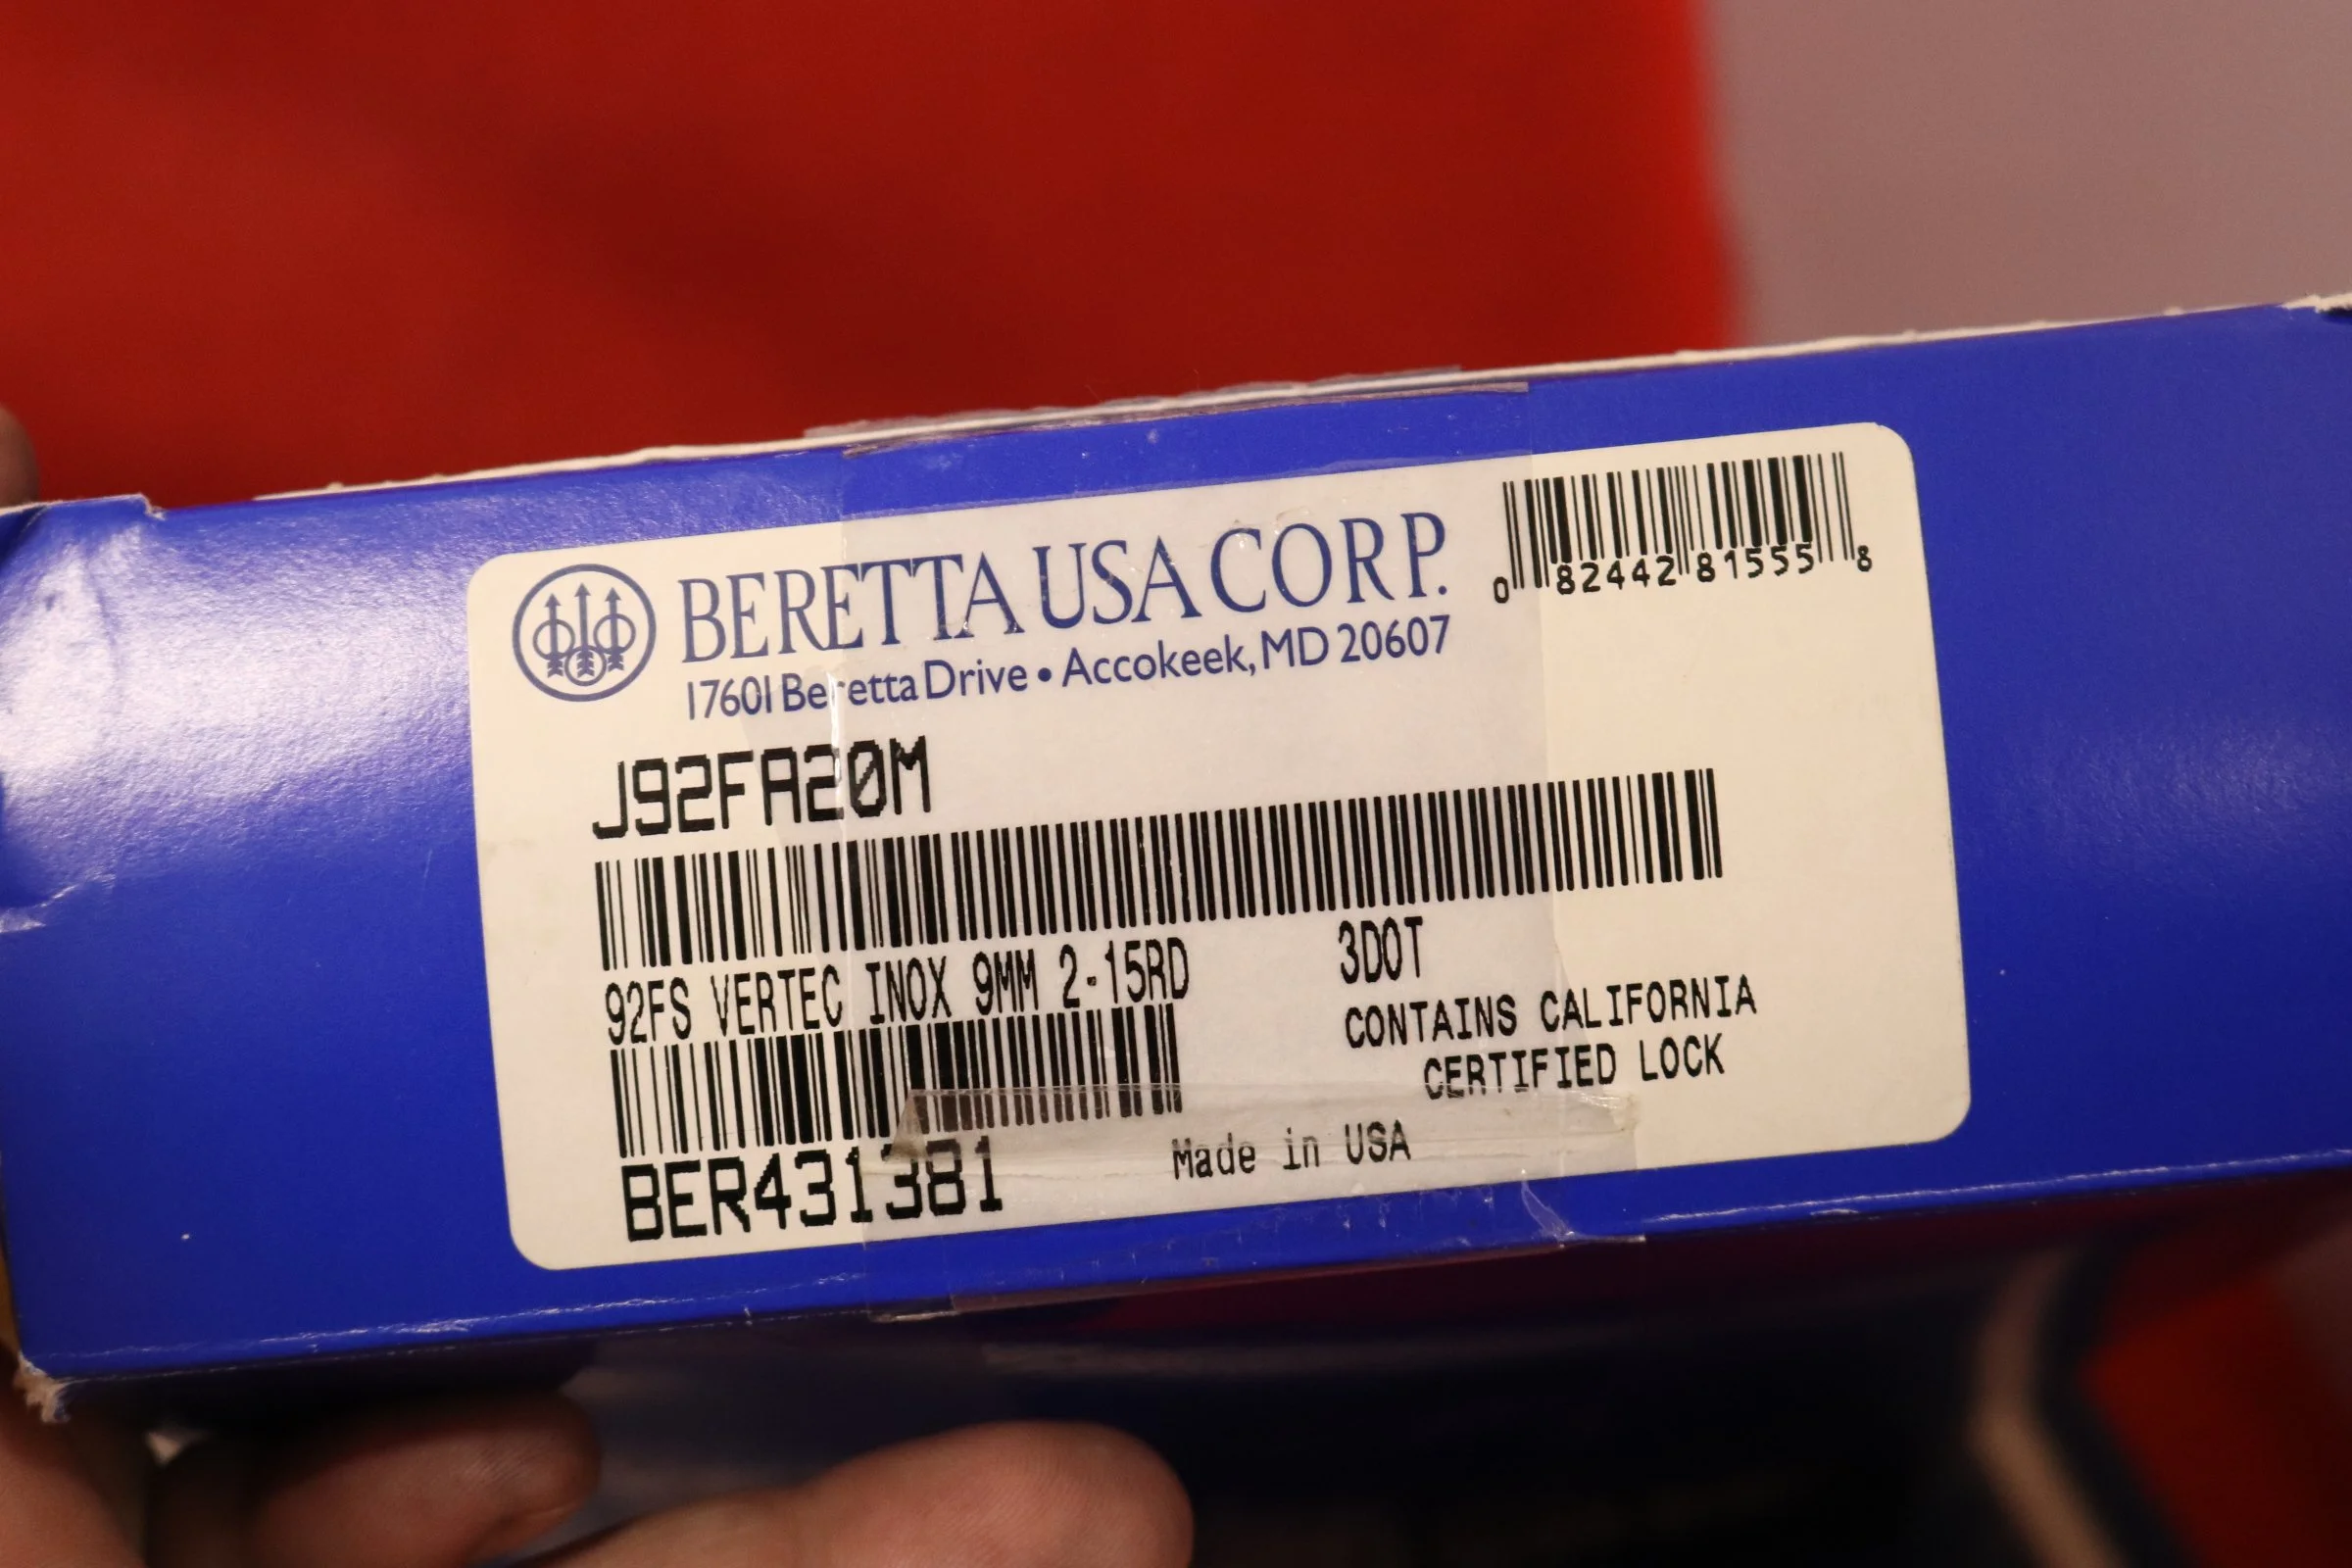 BERETTA USA CORP.
17601 Beretta Drive • Accokeek, MD 20607
0 82442 81555 8
J92FA20M
92FS VERTEC INOX 9MM 2-15RD 3DOT
CONTAINS CALIFORNIA
CERTIFIED LOCK
BER431381
Made in USA